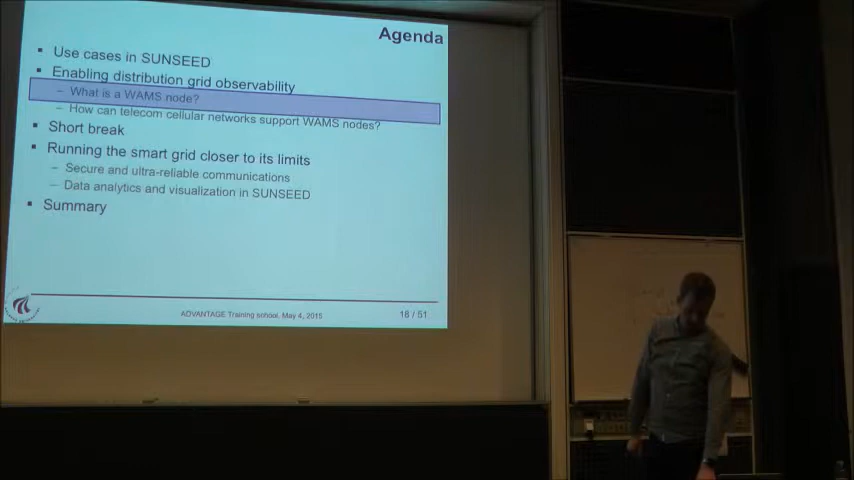 Agenda
Use cases in SUNSEED
Enabling distribution grid observability
– What is a WAMS node?
– How can telecom cellular networks support WAMS nodes?
Short break
Running the smart grid closer to its limits
– Secure and ultra-reliable communications
– Data analytics and visualization in SUNSEED
Summary
ADVANTAGE Training school, May 4, 2015
18 / 51